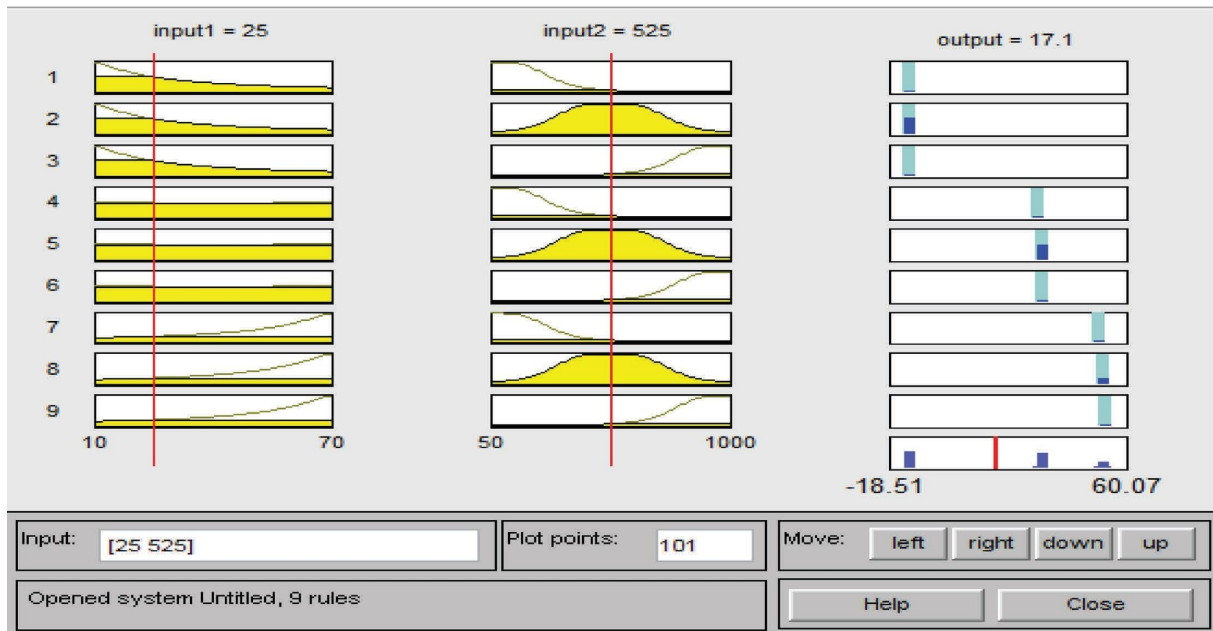 input1 = 25
input2 = 525
output = 17.1
1
2
3
4
5
6
7
8
9
10
70
50
1000
-18.51
60.07
Input:
[25 525]
Plot points:
101
Move:
left
right
down
up
Opened system Untitled, 9 rules
Help
Close